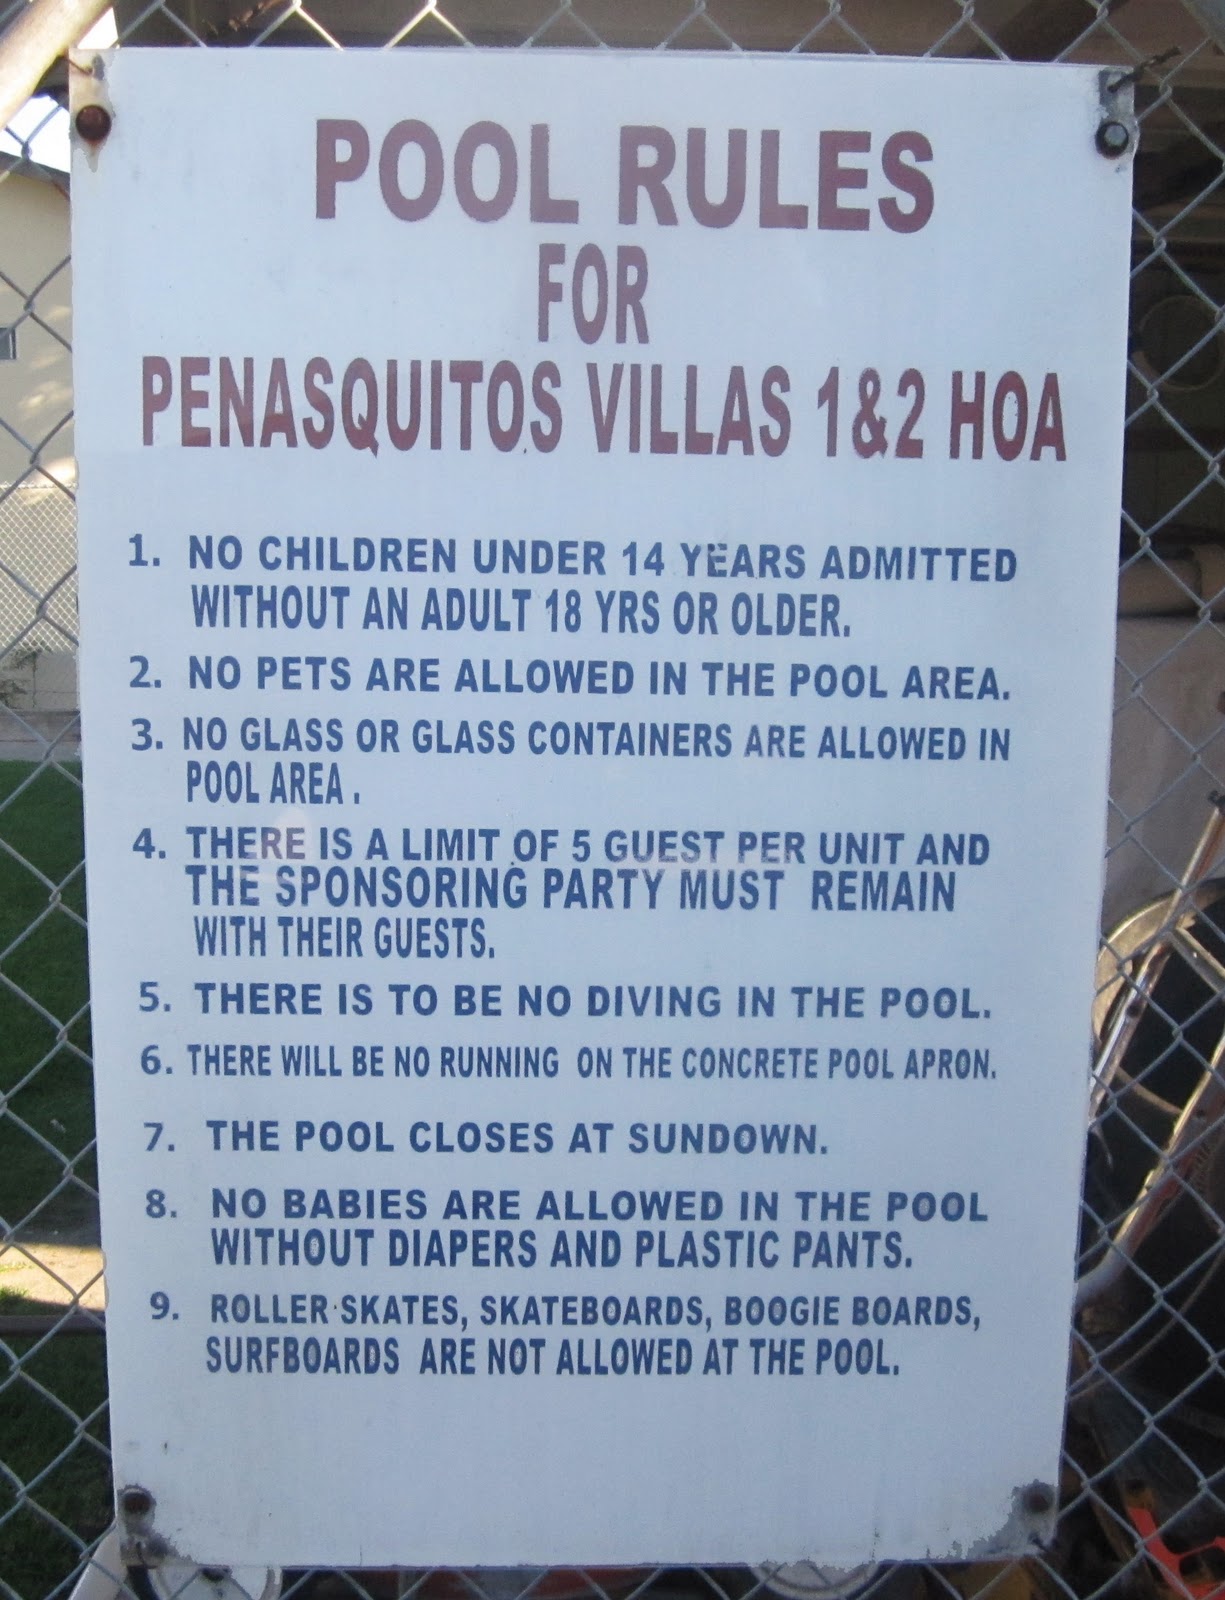 POOL RULES
FOR
PENASQUITOS VILLAS 1&2 HOA
1. NO CHILDREN UNDER 14 YEARS ADMITTED
WITHOUT AN ADULT 18 YRS OR OLDER.
2. NO PETS ARE ALLOWED IN THE POOL AREA.
3. NO GLASS OR GLASS CONTAINERS ARE ALLOWED IN
POOL AREA .
4. THERE IS A LIMIT OF 5 GUEST PER UNIT AND
THE SPONSORING PARTY MUST REMAIN
WITH THEIR GUESTS.
5. THERE IS TO BE NO DIVING IN THE POOL.
6. THERE WILL BE NO RUNNING ON THE CONCRETE POOL APRON.
7. THE POOL CLOSES AT SUNDOWN.
8. NO BABIES ARE ALLOWED IN THE POOL
WITHOUT DIAPERS AND PLASTIC PANTS.
9. ROLLER SKATES, SKATEBOARDS, BOOGIE BOARDS,
SURFBOARDS ARE NOT ALLOWED AT THE POOL.